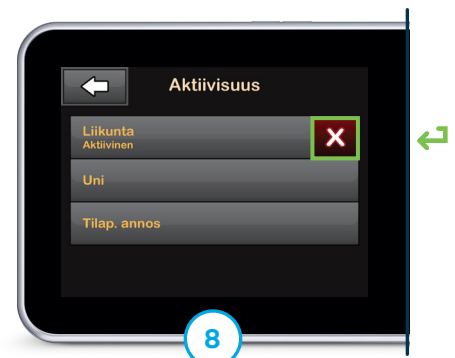 Aktiivisuus
Liikunta
Aktiivinen
X
Uni
Tilap. annos
8